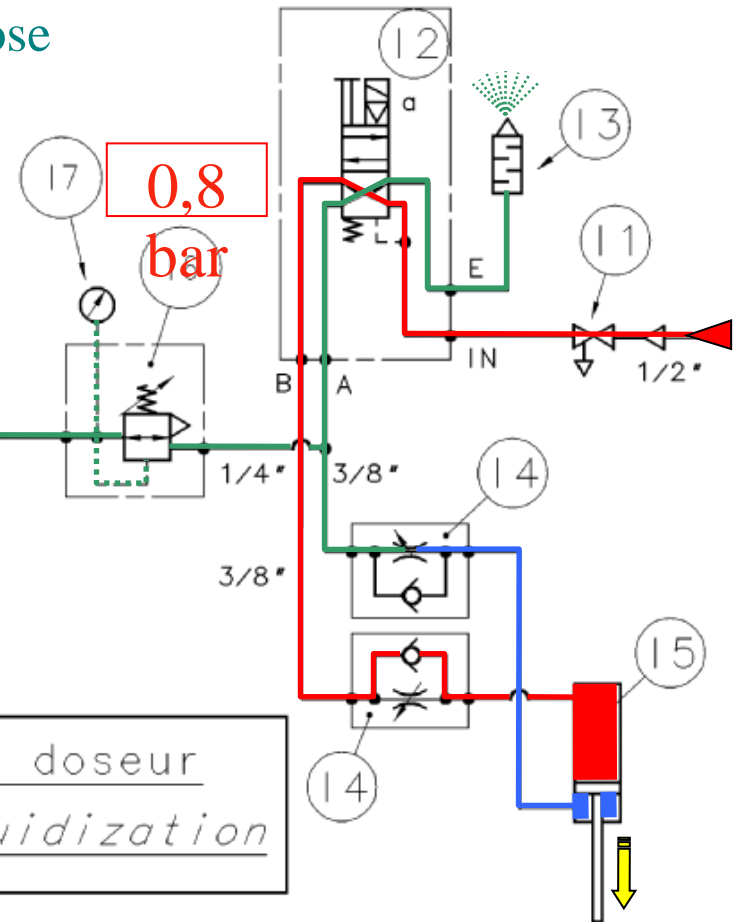 ose
12
a
13
17
0,8
bar
16
11
E
IN
1/2"
B
A
1/4"
3/8"
14
3/8"
15
14
doseur
uidization